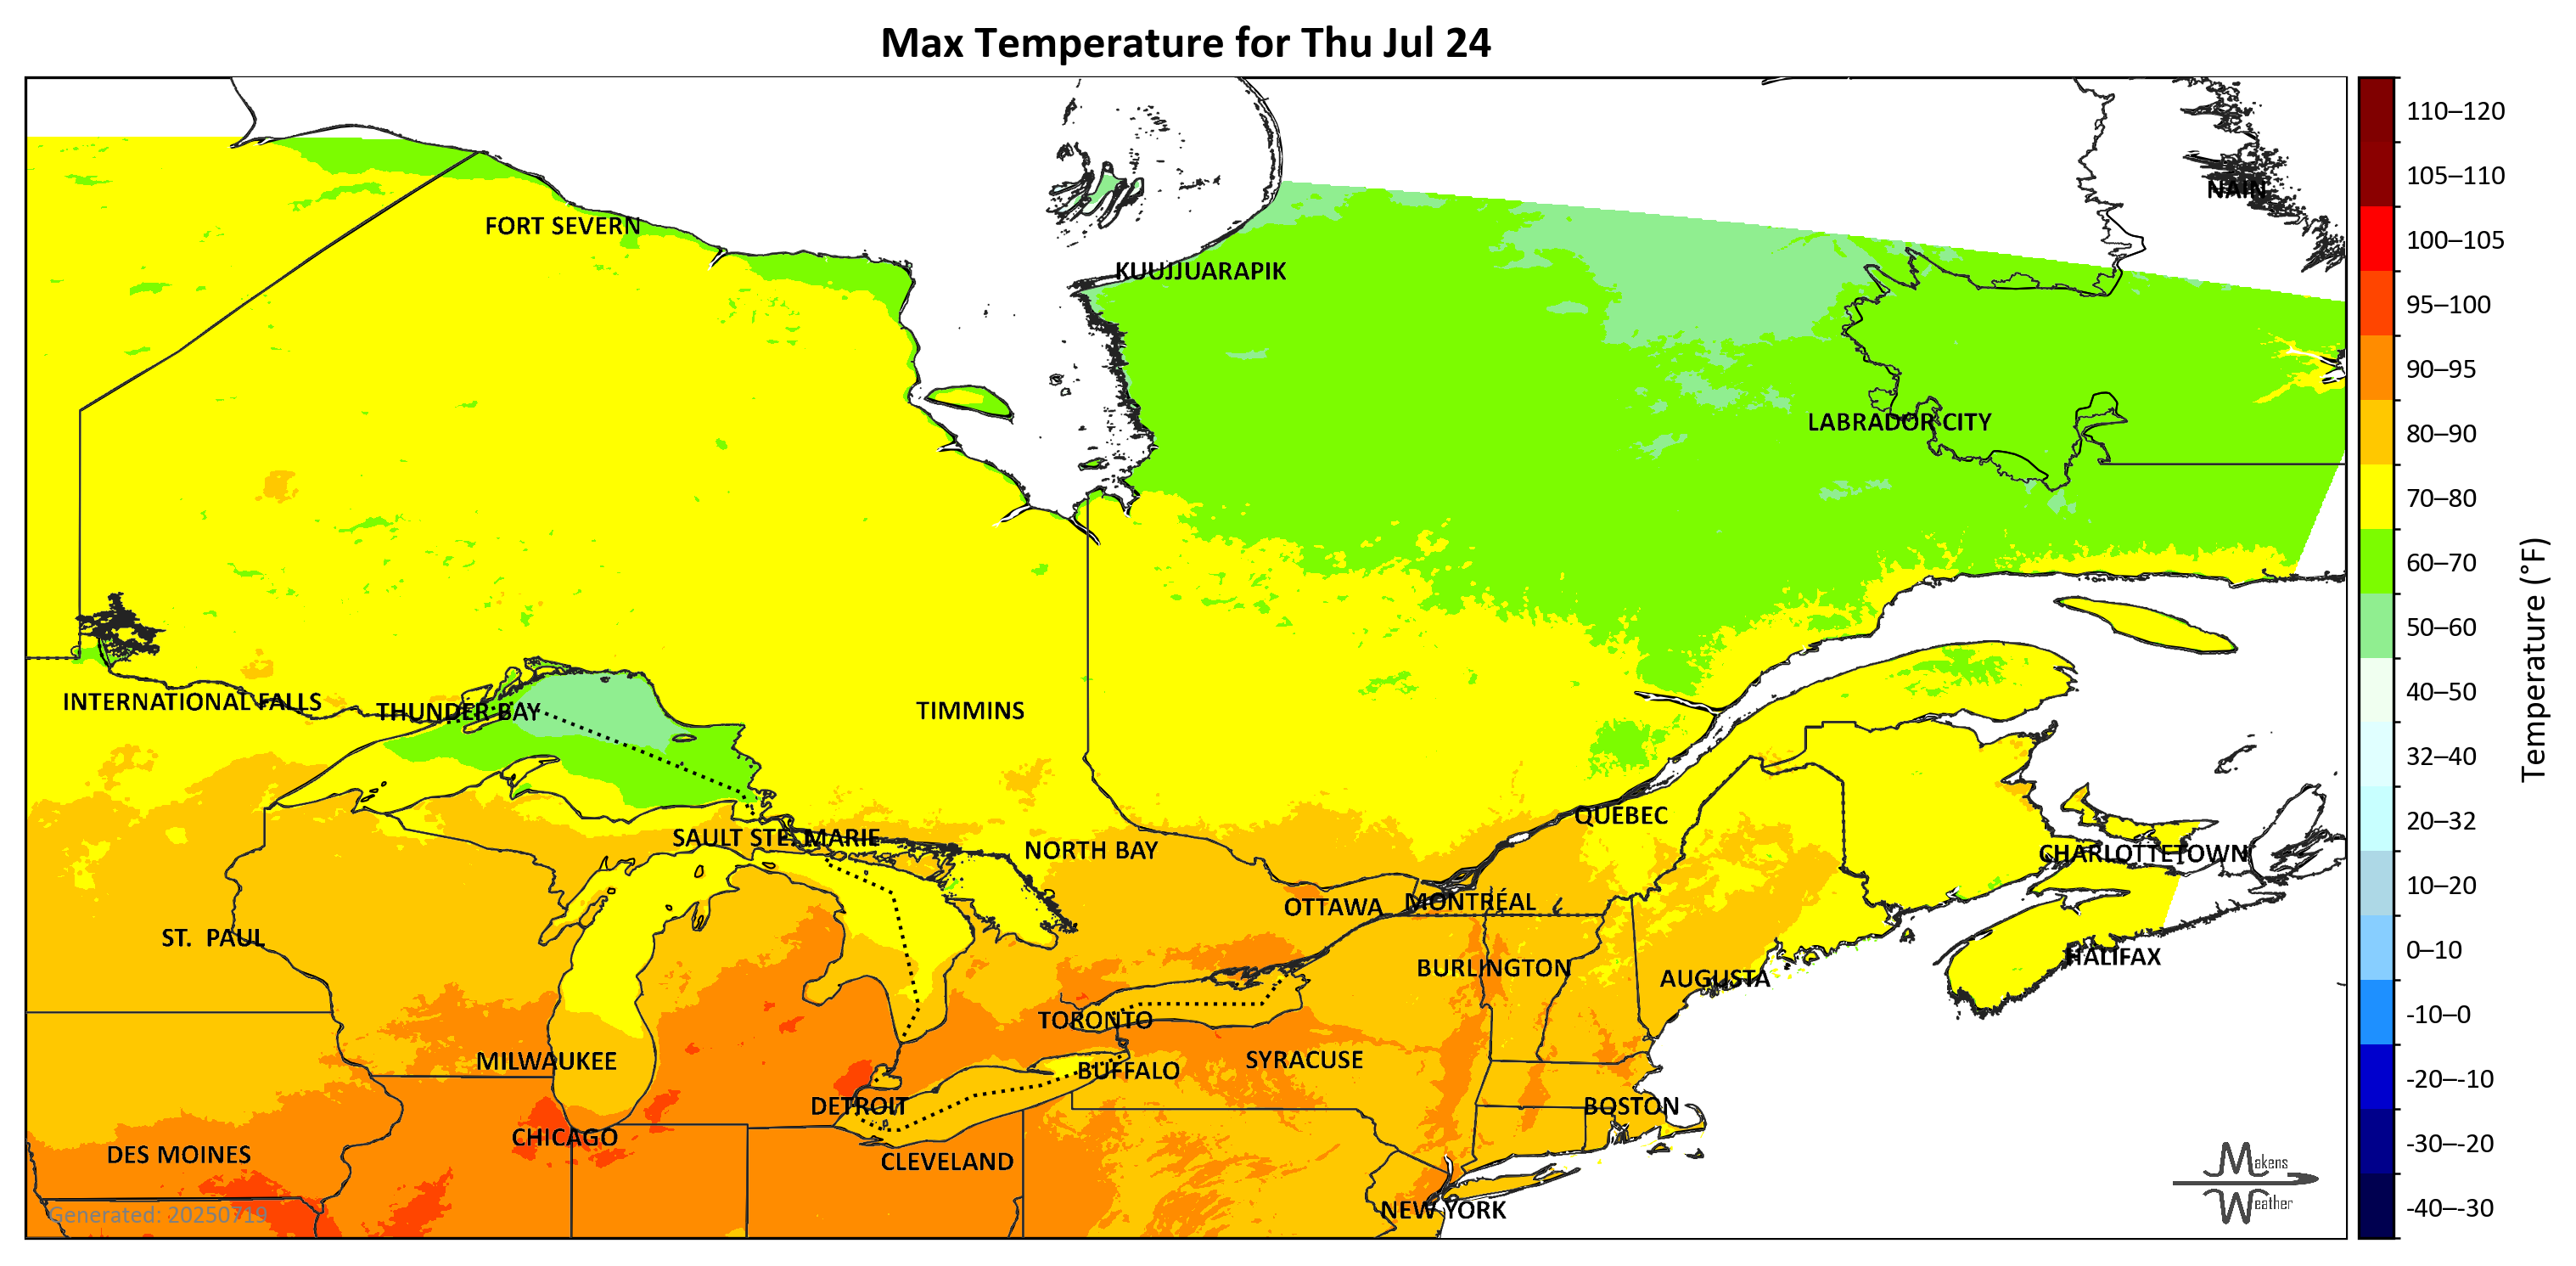 Max Temperature for Thu Jul 24
110–120
105–110
NAIN
FORT SEVERN
100–105
KUUJJUARAPIK
95–100
90–95
LABRADOR CITY
80–90
70–80
60–70
Temperature (°F)
50–60
INTERNATIONAL FALLS
THUNDER BAY
TIMMINS
40–50
32–40
QUÉBEC
20–32
SAULT STE. MARIE
NORTH BAY
CHARLOTTETOWN
10–20
OTTAWA
MONTRÉAL
ST. PAUL
0–10
HALIFAX
BURLINGTON
AUGUSTA
-10–0
TORONTO
MILWAUKEE
SYRACUSE
BUFFALO
-20–-10
DETROIT
BOSTON
CHICAGO
-30–-20
DES MOINES
CLEVELAND
Makens
Weather
NEW YORK
-40–-30
Generated: 20250719